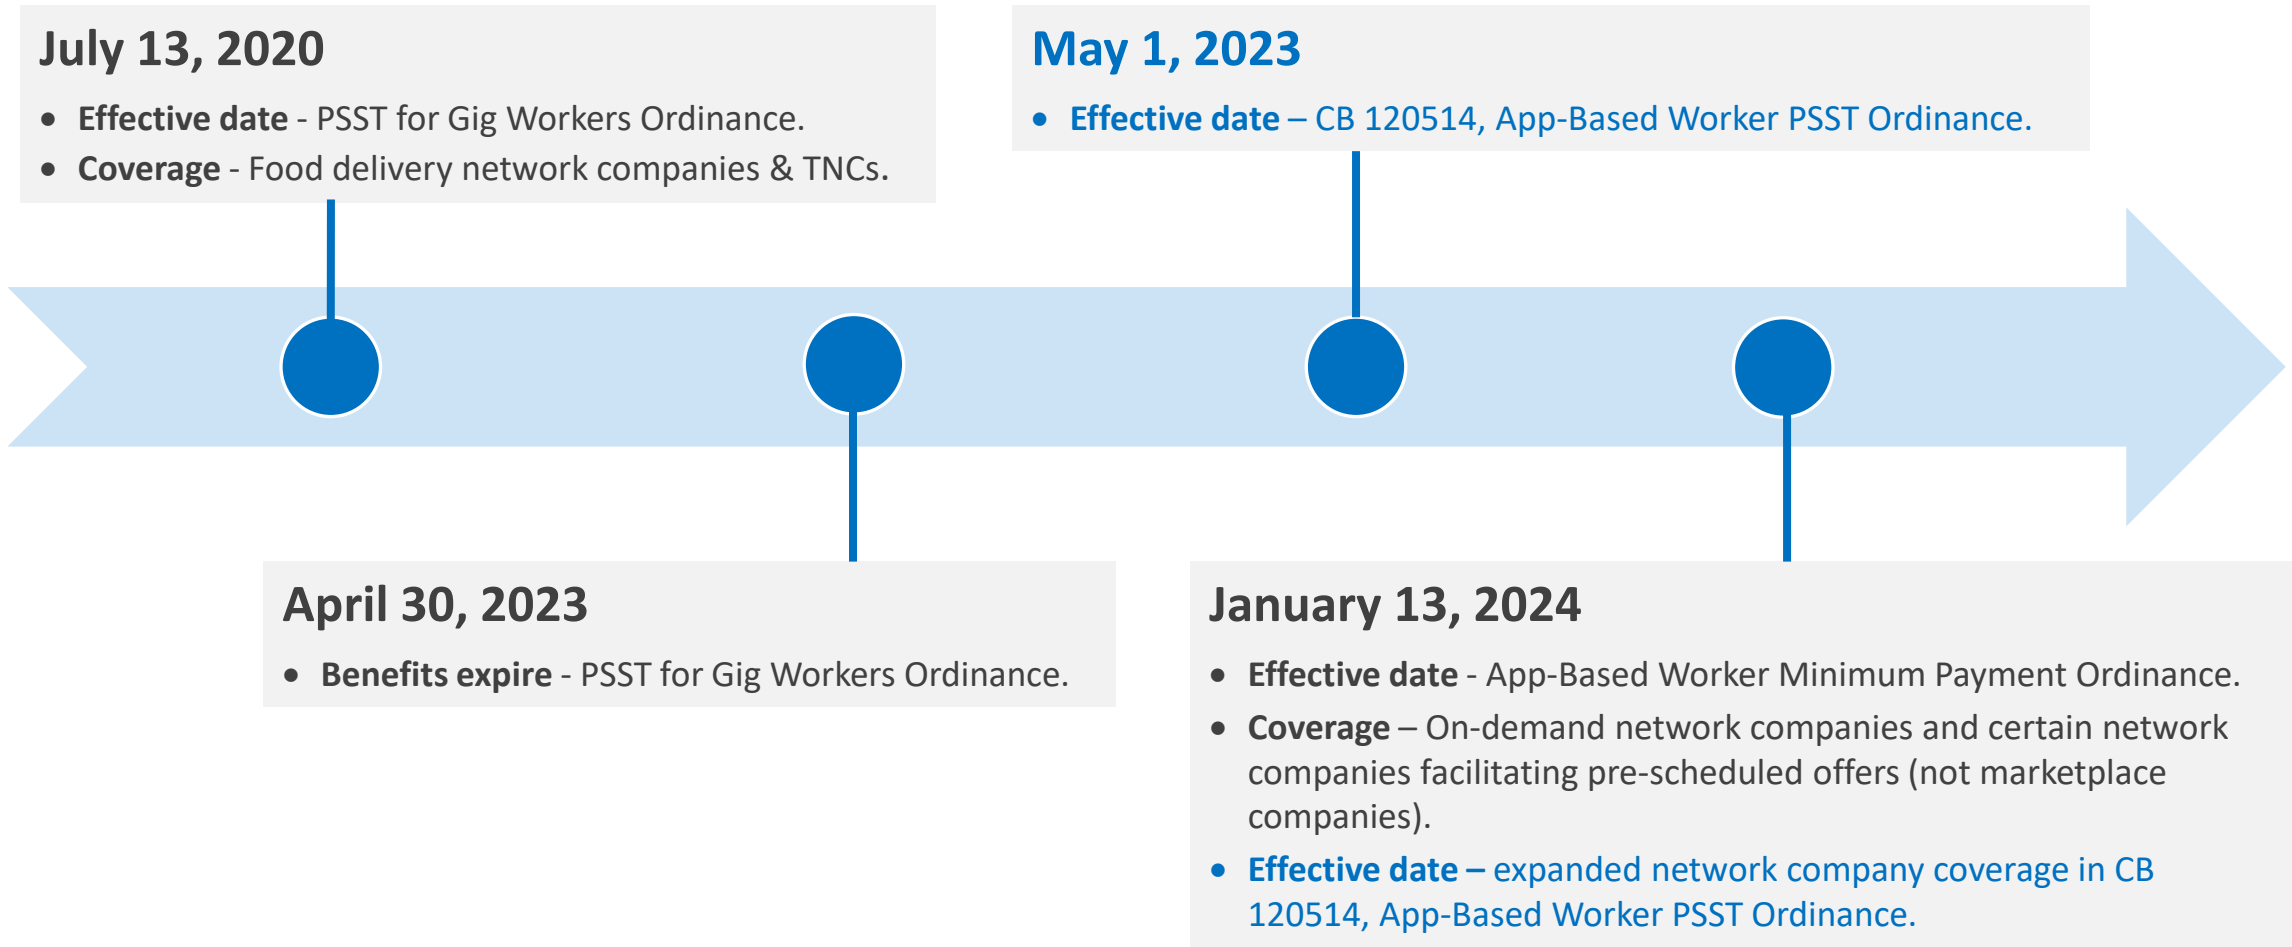 July 13, 2020
• Effective date - PSST for Gig Workers Ordinance.
• Coverage - Food delivery network companies & TNCs.
May 1, 2023
• Effective date – CB 120514, App-Based Worker PSST Ordinance.
April 30, 2023
• Benefits expire - PSST for Gig Workers Ordinance.
January 13, 2024
• Effective date - App-Based Worker Minimum Payment Ordinance.
• Coverage – On-demand network companies and certain network
companies facilitating pre-scheduled offers (not marketplace
companies).
• Effective date – expanded network company coverage in CB
120514, App-Based Worker PSST Ordinance.